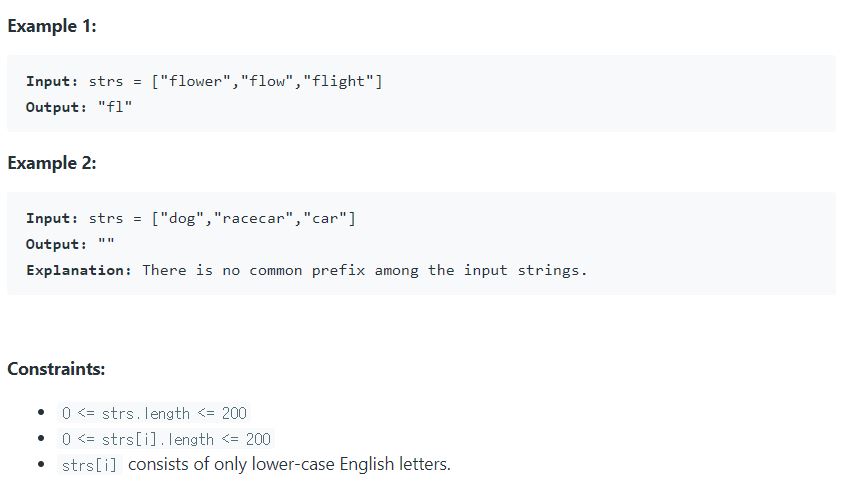 Example 1:
Input: strs = ["flower","flow","flight"]
Output: "fl"
Example 2:
Input: strs = ["dog","racecar","car"]
Output: ""
Explanation: There is no common prefix among the input strings.
Constraints:
• 0 <= strs.length <= 200
• 0 <= strs[i].length <= 200
• strs[i] consists of only lower-case English letters.